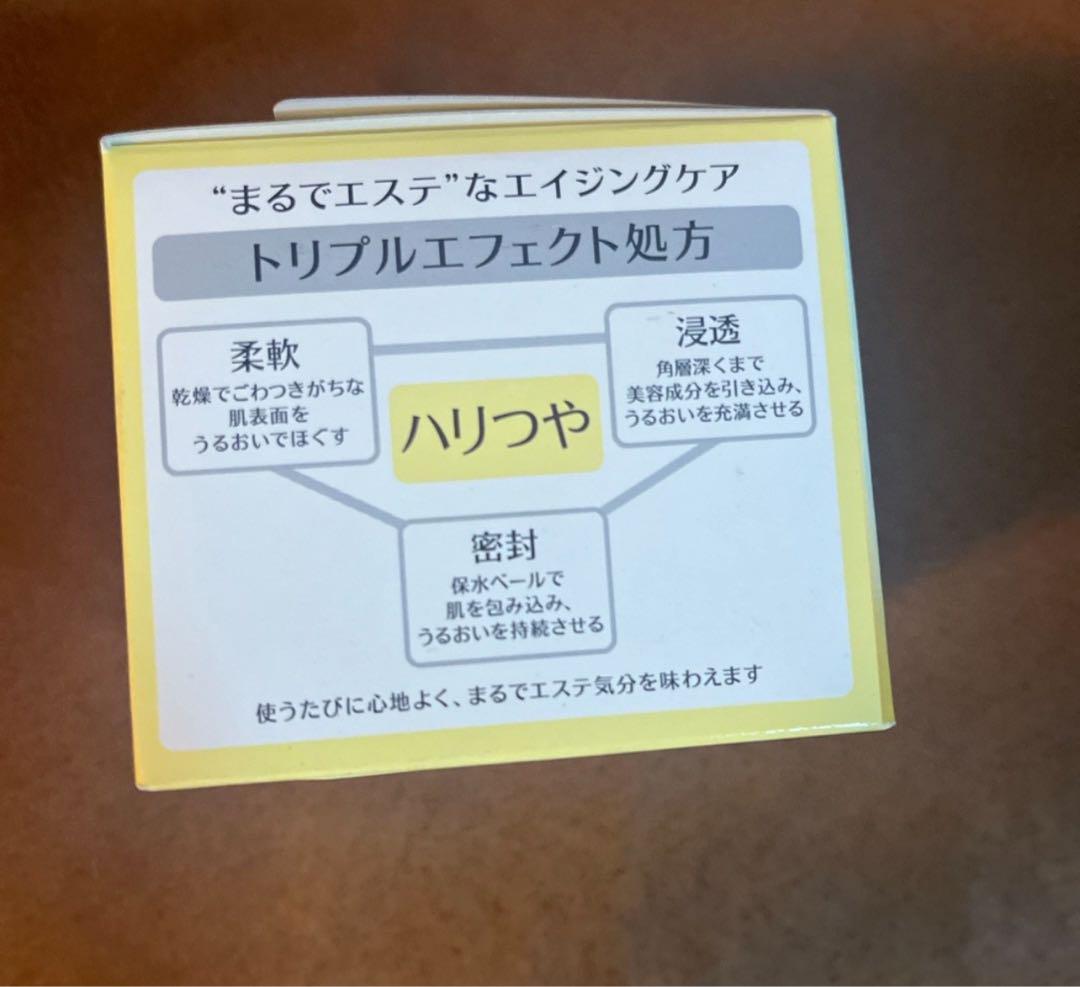 “まるでエステ”なエイジングケア
トリプルエフェクト処方
柔軟
乾燥でごわつきがちな
肌表面を
うるおいでほぐす
浸透
角層深くまで
美容成分を引き込み、
うるおいを充満させる
ハリつや
密封
保水ベールで
肌を包み込み、
うるおいを持続させる
使うたびに心地よく、まるでエステ気分を味わえます